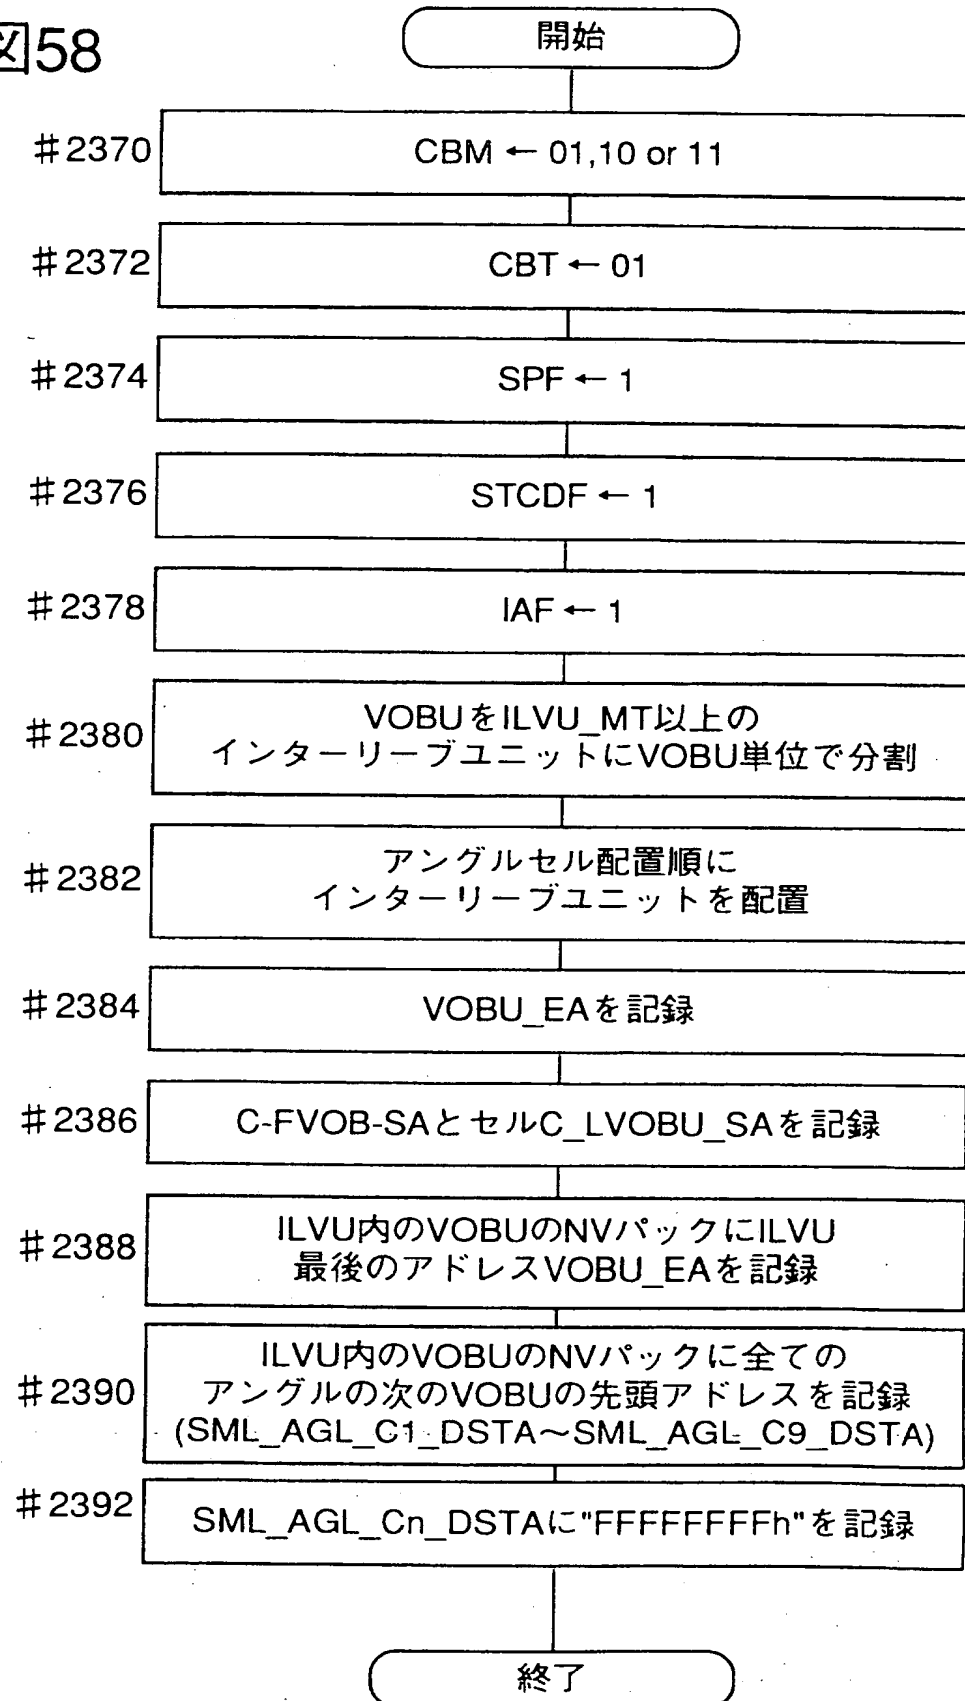 図58
開始
#2370
CBM ← 01,10 or 11
#2372
CBT ← 01
#2374
SPF ← 1
#2376
STCDF ← 1
#2378
IAF ← 1
#2380
VOBUをILVU_MT以上の
インターリーブユニットにVOBU単位で分割
#2382
アングルセル配置順に
インターリーブユニットを配置
#2384
VOBU_EAを記録
#2386
C-FVOB-SAとセルC_LVOBU_SAを記録
#2388
ILVU内のVOBUのNVパックにILVU
最後のアドレスVOBU_EAを記録
#2390
ILVU内のVOBUのNVパックに全ての
アングルの次のVOBUの先頭アドレスを記録
(SML_AGL_C1_DSTA～SML_AGL_C9_DSTA)
#2392
SML_AGL_Cn_DSTAに"FFFFFFFFh"を記録
終了